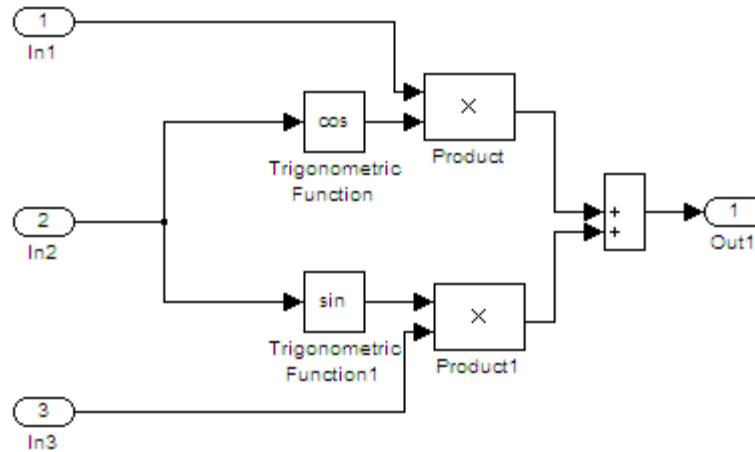 1
In1
cos
Trigonometric
Function
×
Product
2
In2
+
+
1
Out1
sin
Trigonometric
Function1
×
Product1
3
In3